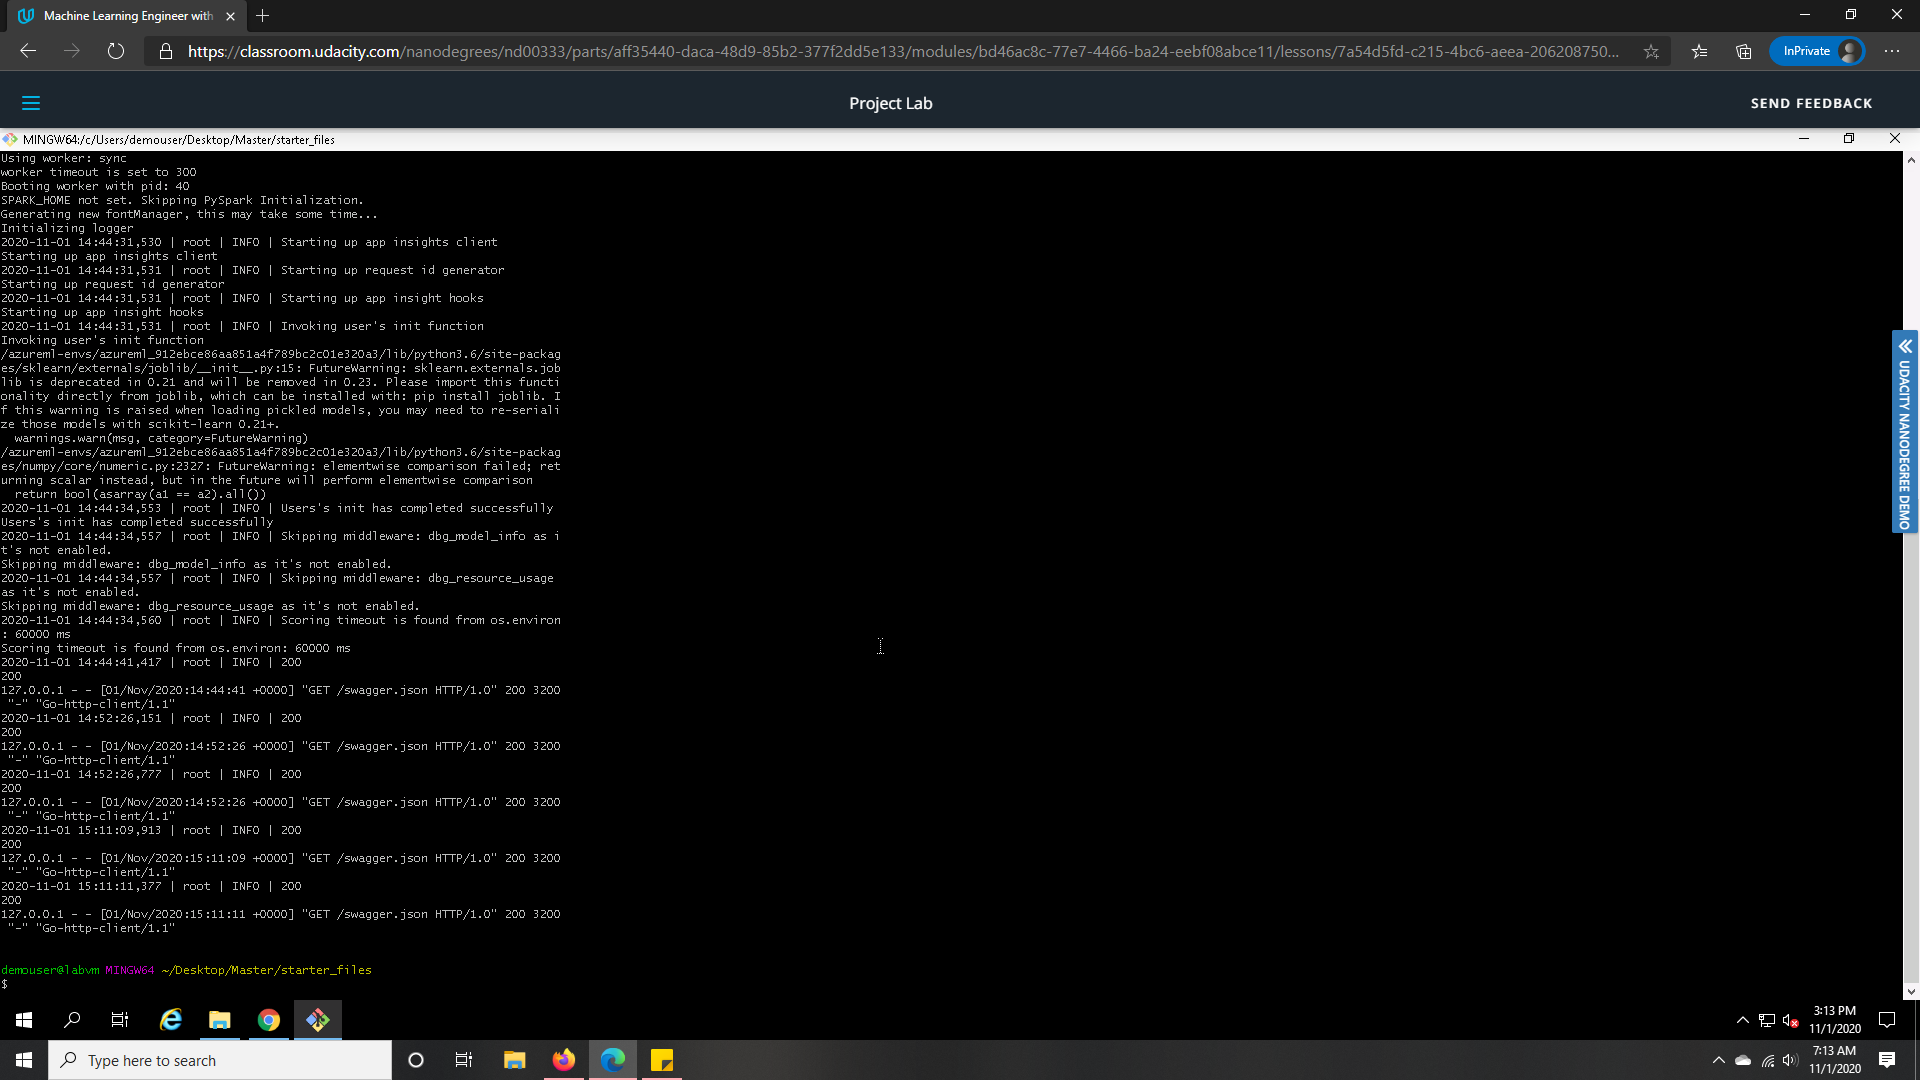 Machine Learning Engineer with
https://classroom.udacity.com/nanodegrees/nd00333/parts/aff35440-daca-48d9-85b2-377f2dd5e133/modules/bd46ac8c-77e7-4466-ba24-eebf08abce11/lessons/7a54d5fd-c215-4bc6-aeea-206208750...
InPrivate
Project Lab
SEND FEEDBACK
MINGW64:/c/Users/demouser/Desktop/Master/starter_files
Using worker: sync
worker timeout is set to 300
Booting worker with pid: 40
SPARK_HOME not set. Skipping PySpark Initialization.
Generating new fontManager, this may take some time...
Initializing logger
2020-11-01 14:44:31,530 | root | INFO | Starting up app insights client
Starting up app insights client
2020-11-01 14:44:31,531 | root | INFO | Starting up request id generator
Starting up request id generator
2020-11-01 14:44:31,531 | root | INFO | Starting up app insight hooks
Starting up app insight hooks
2020-11-01 14:44:31,531 | root | INFO | Invoking user's init function
Invoking user's init function
/azureml-envs/azureml_912ebce86aa851a4f789bc2c01e320a3/lib/python3.6/site-packag
es/sklearn/externals/joblib/__init__.py:15: FutureWarning: sklearn.externals.job
lib is deprecated in 0.21 and will be removed in 0.23. Please import this functi
onality directly from joblib, which can be installed with: pip install joblib. I
f this warning is raised when loading pickled models, you may need to re-seriali
ze those models with scikit-learn 0.21+.
warnings.warn(msg, category=FutureWarning)
/azureml-envs/azureml_912ebce86aa851a4f789bc2c01e320a3/lib/python3.6/site-packag
es/numpy/core/numeric.py:2327: FutureWarning: elementwise comparison failed; ret
urning scalar instead, but in the future will perform elementwise comparison
return bool(asarray(a1 == a2).all())
2020-11-01 14:44:34,553 | root | INFO | Users's init has completed successfully
Users's init has completed successfully
2020-11-01 14:44:34,557 | root | INFO | Skipping middleware: dbg_model_info as i
t's not enabled.
Skipping middleware: dbg_model_info as it's not enabled.
2020-11-01 14:44:34,557 | root | INFO | Skipping middleware: dbg_resource_usage
as it's not enabled.
Skipping middleware: dbg_resource_usage as it's not enabled.
2020-11-01 14:44:34,560 | root | INFO | Scoring timeout is found from os.environ
: 60000 ms
Scoring timeout is found from os.environ: 60000 ms
2020-11-01 14:44:41,417 | root | INFO | 200
200
127.0.0.1 - - [01/Nov/2020:14:44:41 +0000] "GET /swagger.json HTTP/1.0" 200 3200
"-" "Go-http-client/1.1"
2020-11-01 14:52:26,151 | root | INFO | 200
200
127.0.0.1 - - [01/Nov/2020:14:52:26 +0000] "GET /swagger.json HTTP/1.0" 200 3200
"-" "Go-http-client/1.1"
2020-11-01 14:52:26,777 | root | INFO | 200
200
127.0.0.1 - - [01/Nov/2020:14:52:26 +0000] "GET /swagger.json HTTP/1.0" 200 3200
"-" "Go-http-client/1.1"
2020-11-01 15:11:09,913 | root | INFO | 200
200
127.0.0.1 - - [01/Nov/2020:15:11:09 +0000] "GET /swagger.json HTTP/1.0" 200 3200
"-" "Go-http-client/1.1"
2020-11-01 15:11:11,377 | root | INFO | 200
200
127.0.0.1 - - [01/Nov/2020:15:11:11 +0000] "GET /swagger.json HTTP/1.0" 200 3200
"-" "Go-http-client/1.1"
demouser@labvm MINGW64 ~/Desktop/Master/starter_files
$
UDACITY NANODEGREE DEMO
3:13 PM
11/1/2020
Type here to search
7:13 AM
11/1/2020